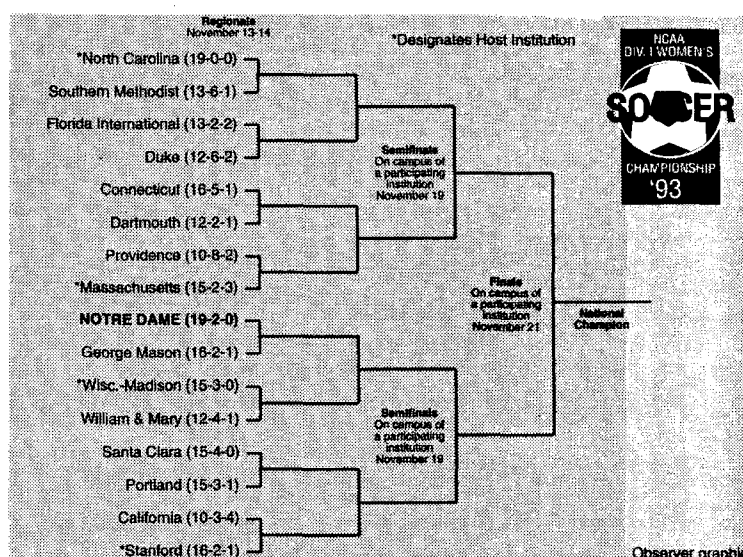 Regionals
November 13-14
*Designates Host Institution
NCAA
DIV. I WOMEN'S
SOCCER
CHAMPIONSHIP
'93
*North Carolina (19-0-0)
Southern Methodist (13-6-1)
Florida International (13-2-2)
Duke (12-6-2)
Connecticut (16-5-1)
Dartmouth (12-2-1)
Providence (10-8-2)
*Massachusetts (15-2-3)
NOTRE DAME (19-2-0)
George Mason (16-2-1)
*Wisc.-Madison (15-3-0)
William & Mary (12-4-1)
Santa Clara (15-4-0)
Portland (15-3-1)
California (10-3-4)
*Stanford (16-2-1)
Semifinals
On campus of
a participating
institution
November 19
Semifinals
On campus of
a participating
institution
November 19
Finals
On campus of
a participating
institution
November 21
National
Champion
Observer graphi